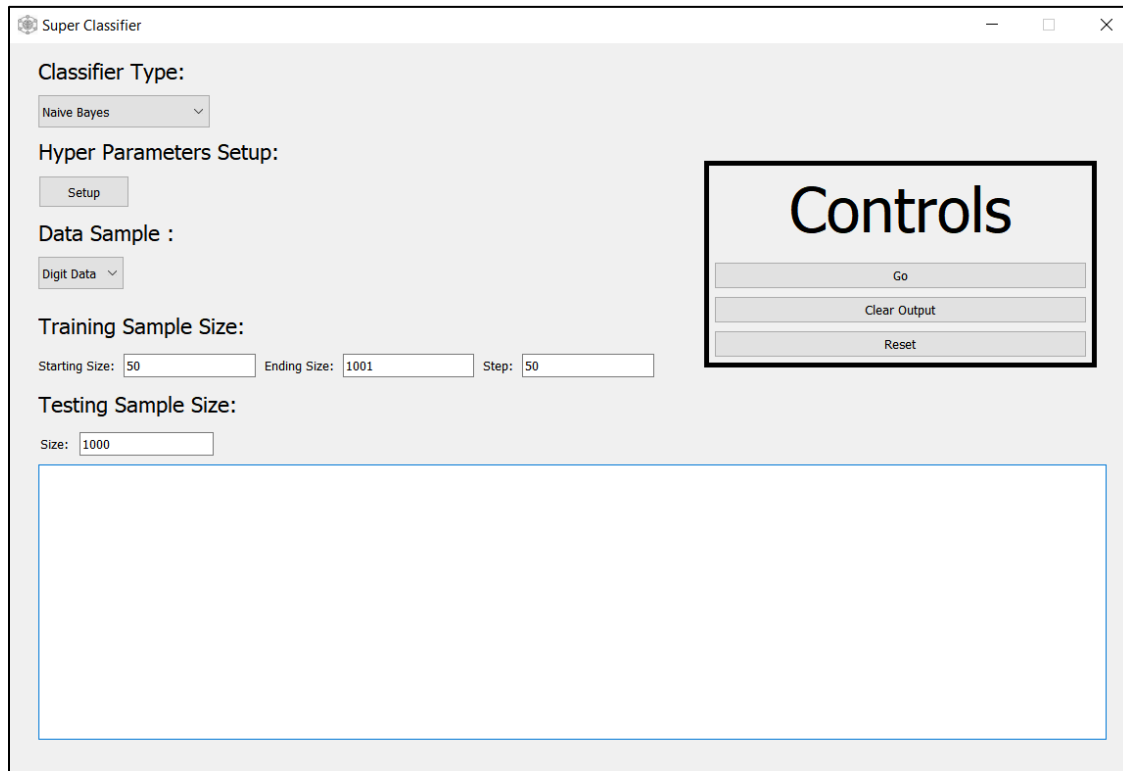 Super Classifier
Classifier Type:
Naive Bayes
Hyper Parameters Setup:
Setup
Data Sample :
Digit Data
Training Sample Size:
Starting Size: 50 Ending Size: 1001 Step: 50
Testing Sample Size:
Size: 1000
Controls
Go
Clear Output
Reset